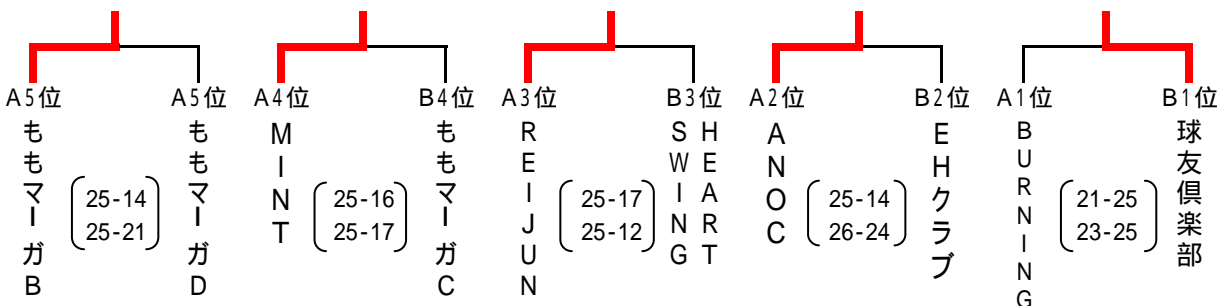 A5位 A5位 A4位 B4位 A3位 B3位 A2位 B2位 A1位 B1位
ももマーガB
25-14
25-21
ももマーガD
MINT
25-16
25-17
ももマーガC
REIJUN
25-17
25-12
HEART
SWING
ANOC
25-14
26-24
EHクラブ
BURNING
21-25
23-25
球友倶楽部